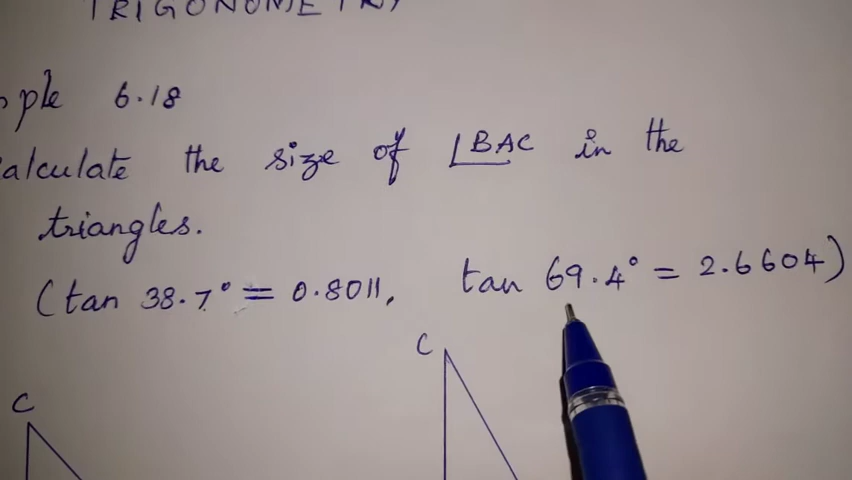 TRIGONOMETRY
ple 6.18
alculate the size of ∠BAC in the
triangles.
(tan 38.7° = 0.8011, tan 69.4° = 2.6604)
C
C